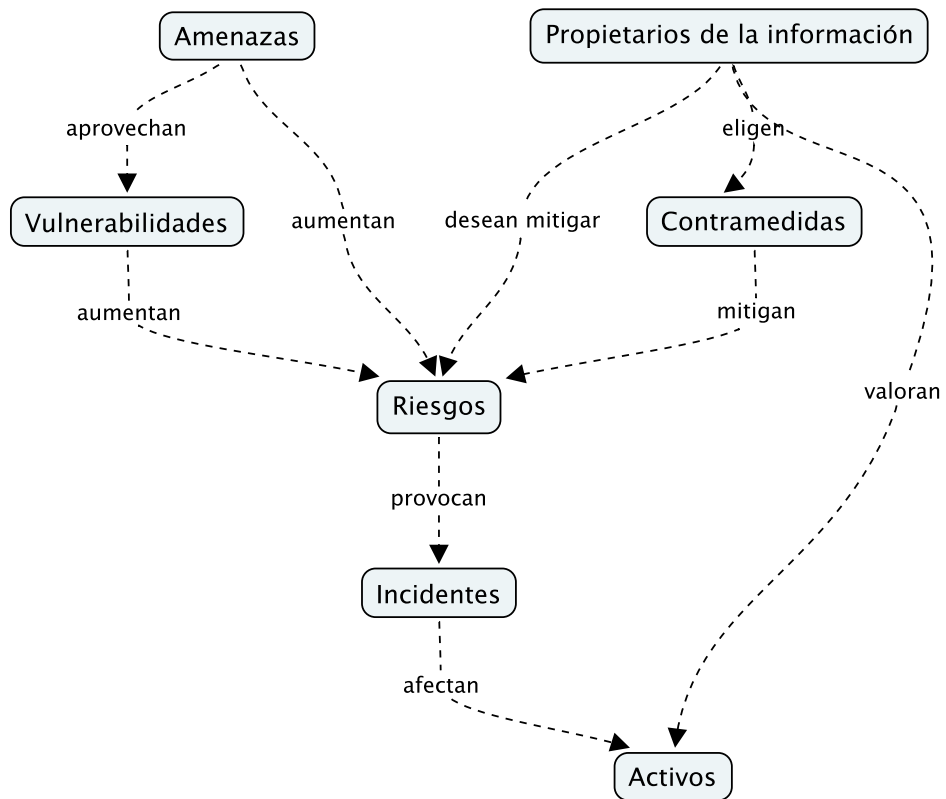 Amenazas
Propietarios de la información
aprovechan
eligen
Vulnerabilidades
aumentan
desean mitigar
Contramedidas
aumentan
mitigan
Riesgos
valoran
provocan
Incidentes
afectan
Activos